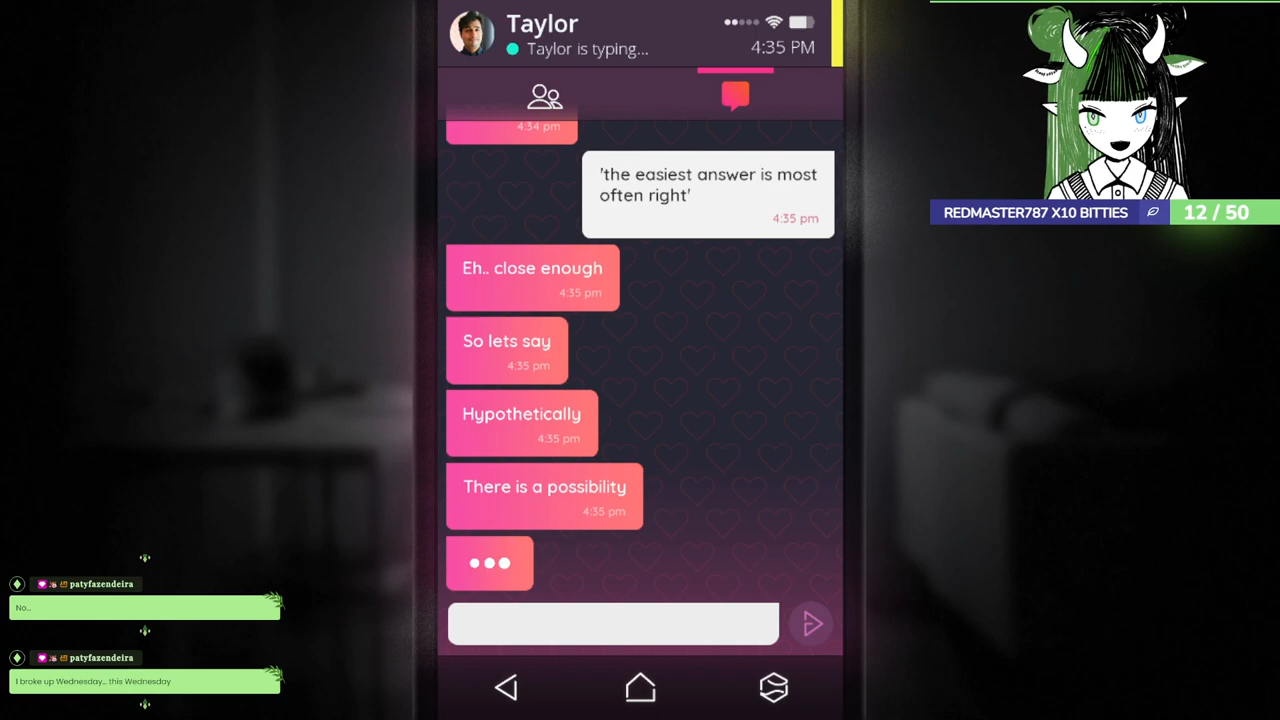 Taylor
Taylor is typing...
4:35 PM
4:34 pm
'the easiest answer is most
often right'
4:35 pm
Eh.. close enough
4:35 pm
So lets say
4:35 pm
Hypothetically
4:35 pm
There is a possibility
4:35 pm
REDMASTER787 X10 BITTIES
12 / 50
patyfazendeira
No...
patyfazendeira
I broke up Wednesday... this Wednesday